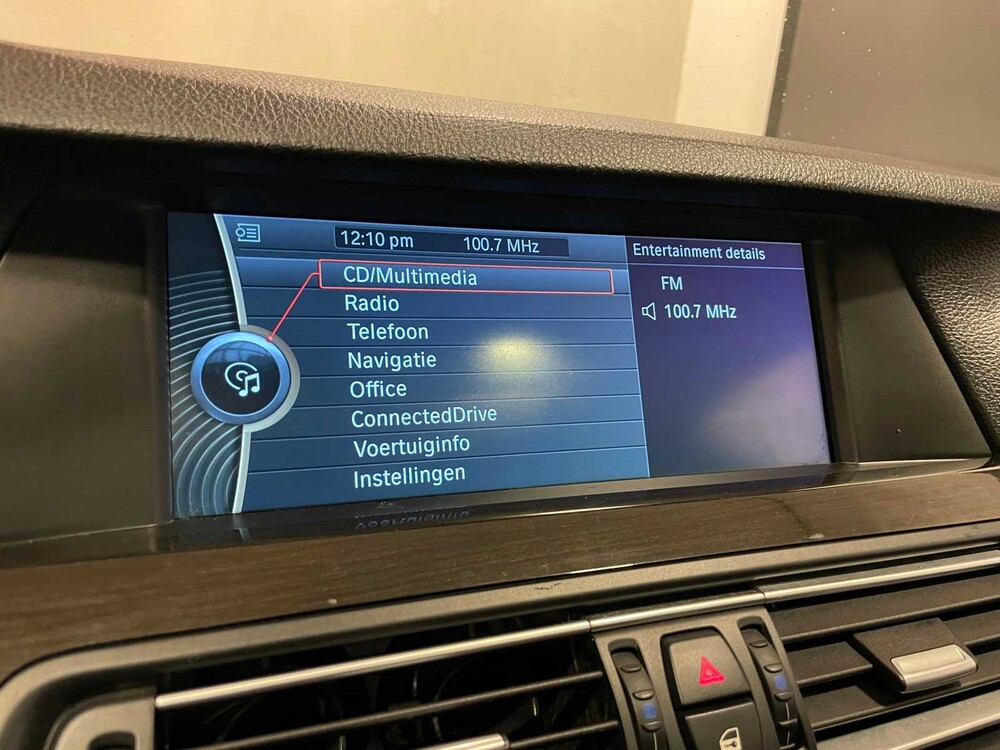 12:10 pm 100.7 MHz
Entertainment details
CD/Multimedia
Radio
Telefoon
Navigatie
Office
ConnectedDrive
Voertuiginfo
Instellingen
FM
100.7 MHz